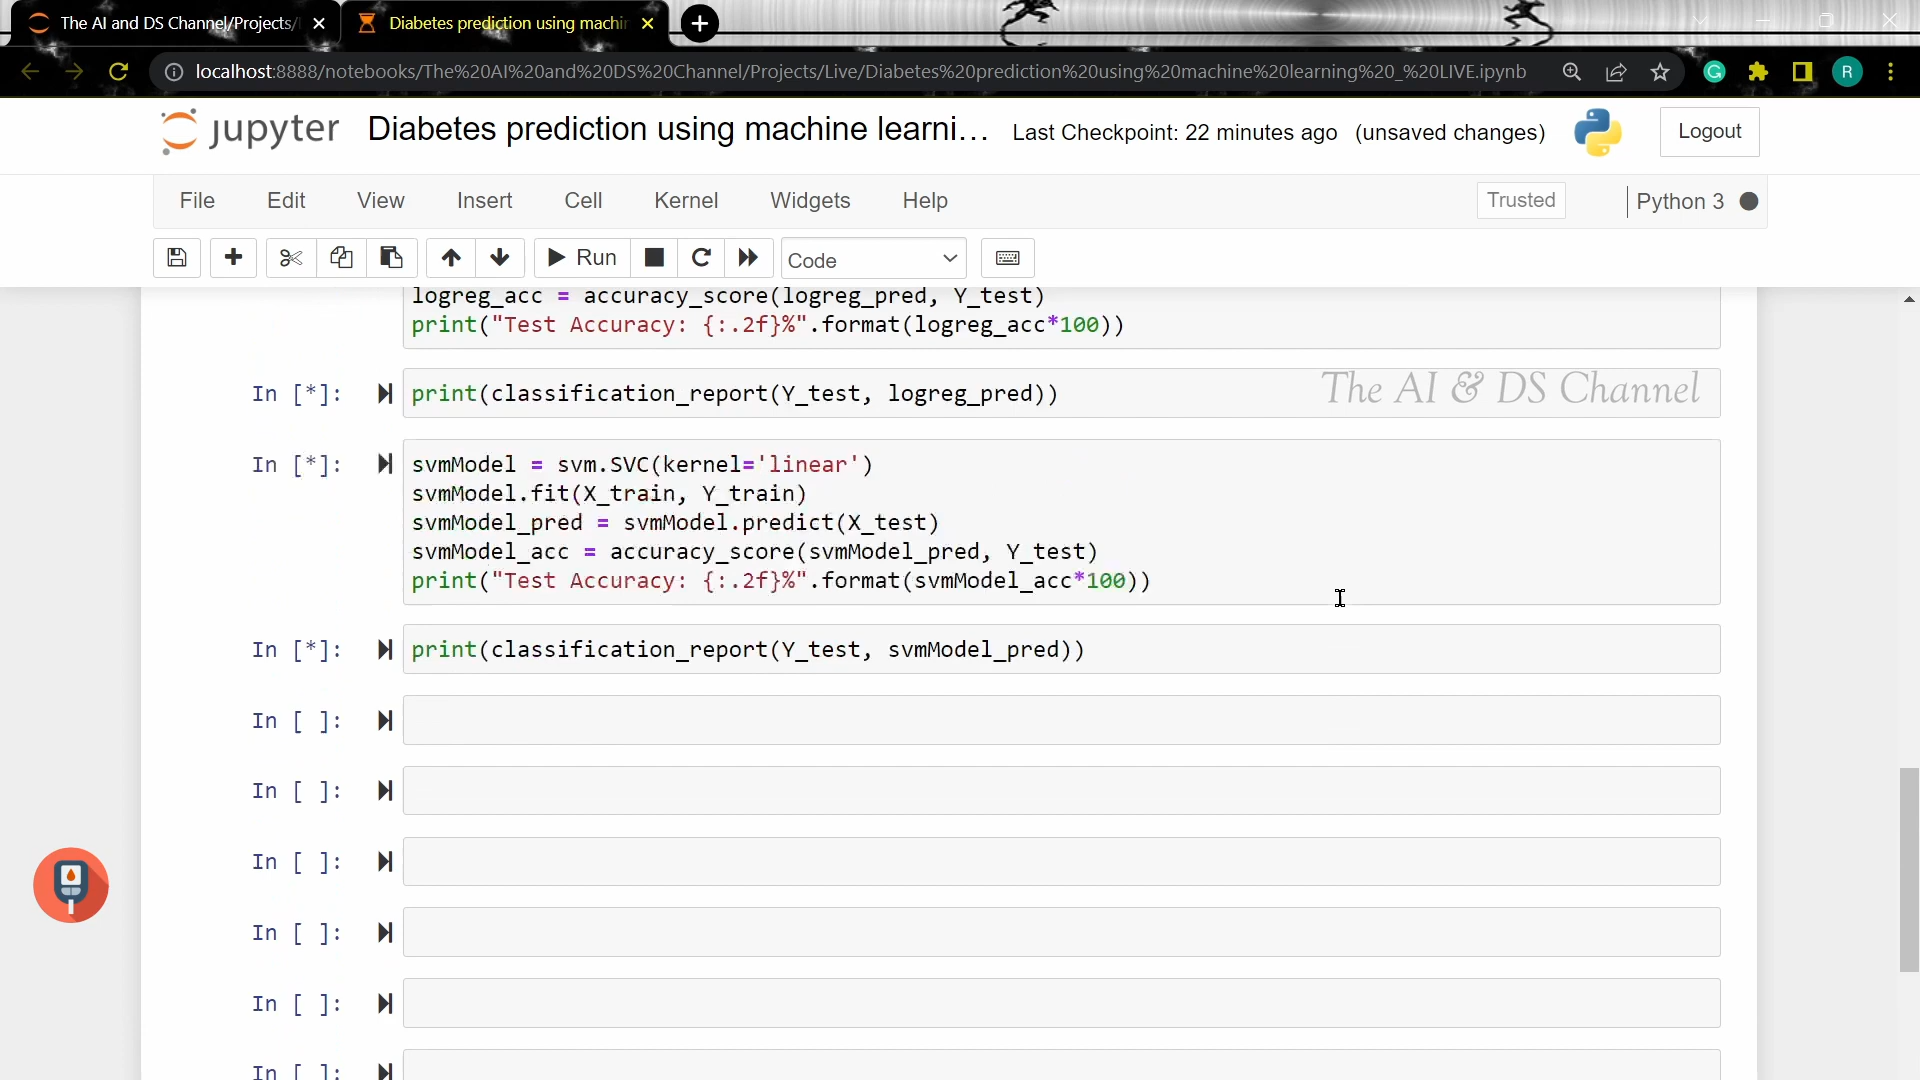 The AI and DS Channel/Projects/
Diabetes prediction using machin
localhost:8888/notebooks/The%20AI%20and%20DS%20Channel/Projects/Live/Diabetes%20prediction%20using%20machine%20learning%20_%20LIVE.ipynb
R
jupyter Diabetes prediction using machine learni... Last Checkpoint: 22 minutes ago (unsaved changes) Logout
File Edit View Insert Cell Kernel Widgets Help Trusted Python 3
Run Code
logreg_acc = accuracy_score(logreg_pred, Y_test)
print("Test Accuracy: {:.2f}%".format(logreg_acc*100))
In [*]: print(classification_report(Y_test, logreg_pred))
The AI & DS Channel
In [*]: svmModel = svm.SVC(kernel='linear')
svmModel.fit(X_train, Y_train)
svmModel_pred = svmModel.predict(X_test)
svmModel_acc = accuracy_score(svmModel_pred, Y_test)
print("Test Accuracy: {:.2f}%".format(svmModel_acc*100))
In [*]: print(classification_report(Y_test, svmModel_pred))
In [ ]:
In [ ]:
In [ ]:
In [ ]:
In [ ]:
In [ ]: